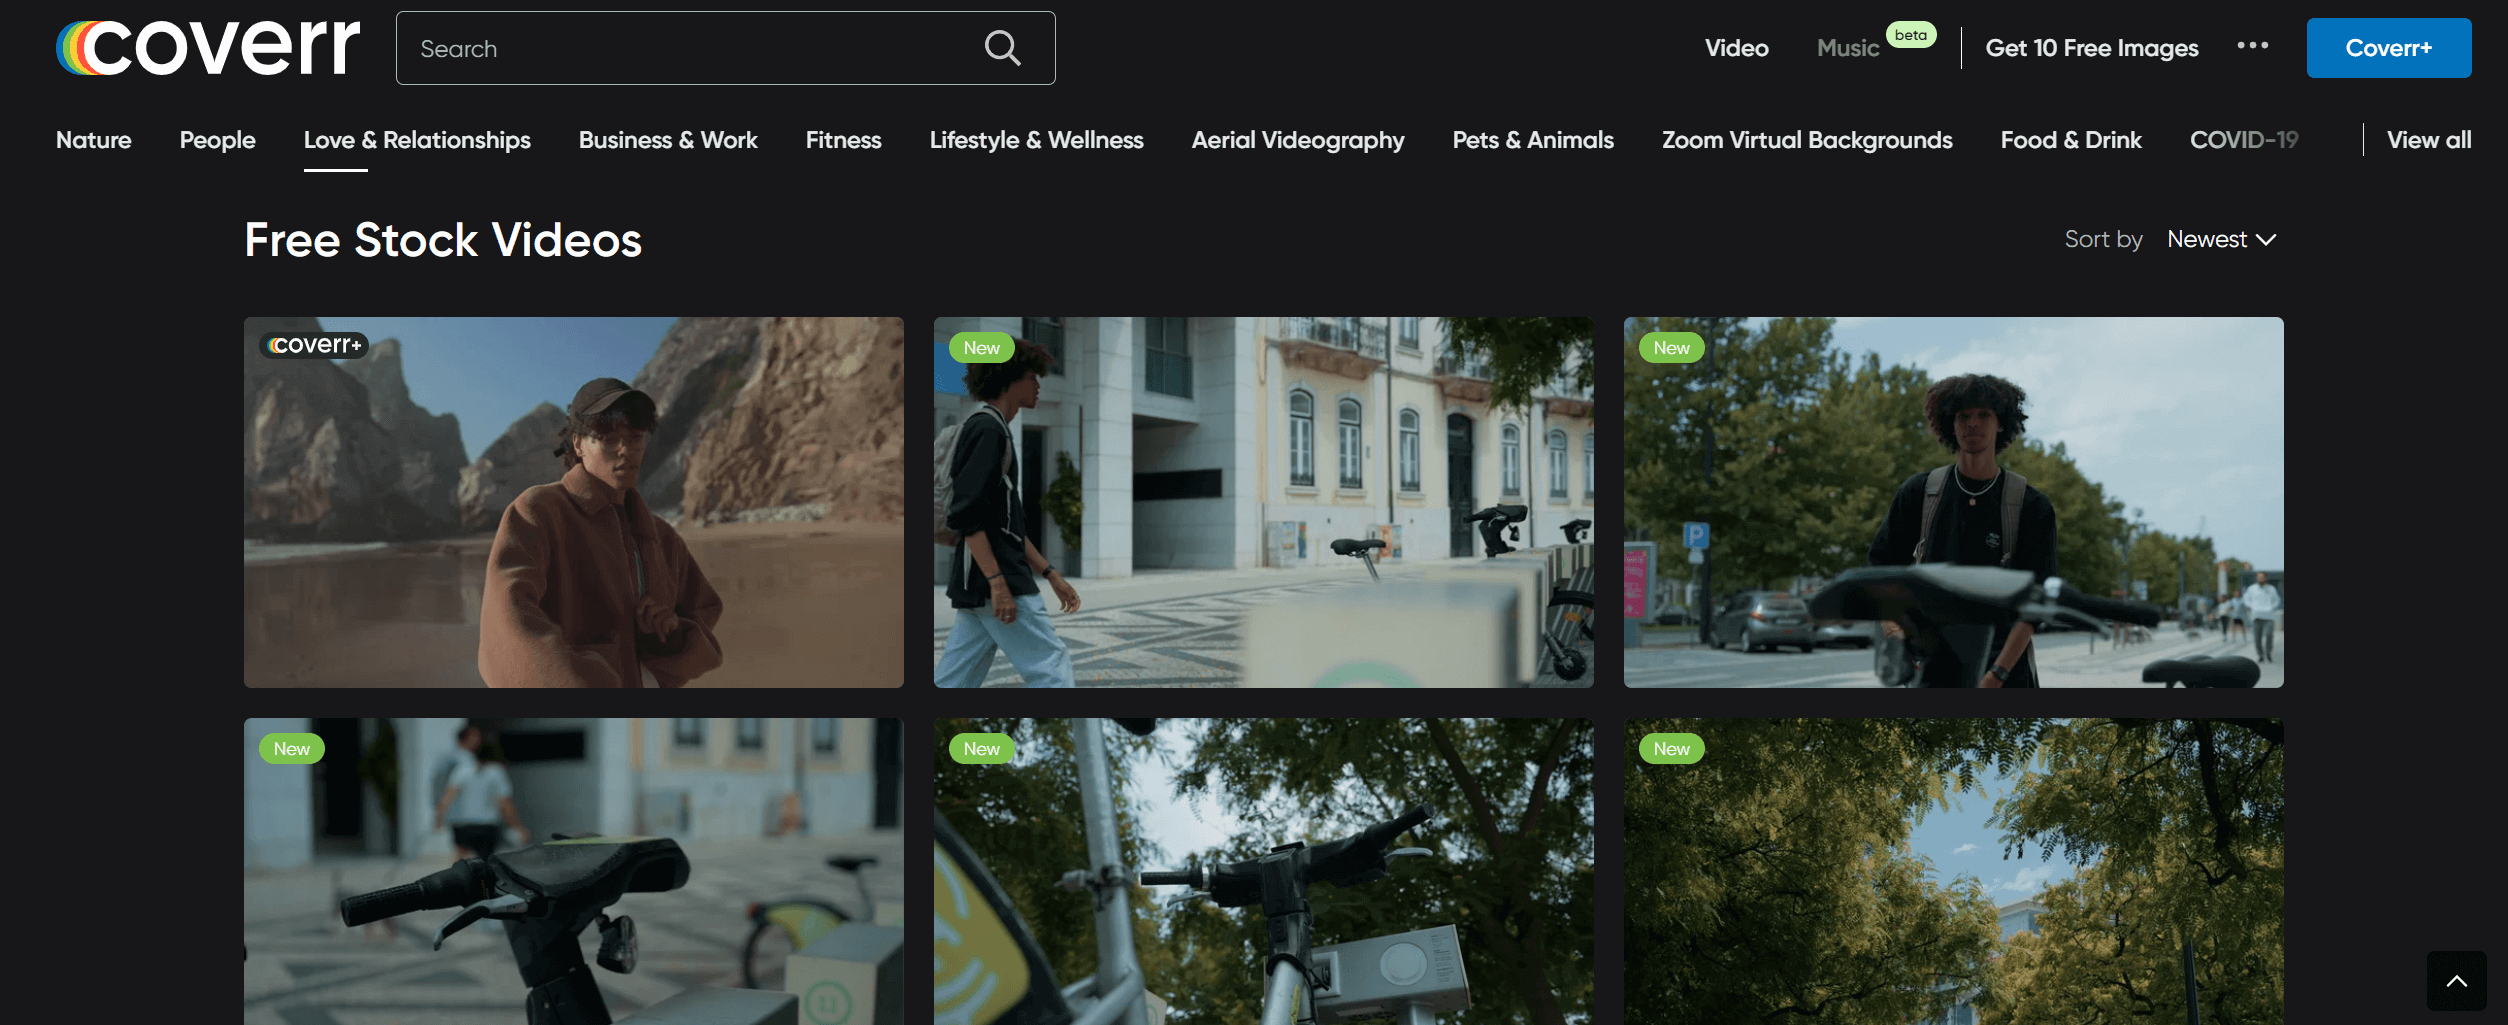 coverr
Search
Video
Music
beta
Get 10 Free Images
Coverr+
Nature
People
Love & Relationships
Business & Work
Fitness
Lifestyle & Wellness
Aerial Videography
Pets & Animals
Zoom Virtual Backgrounds
Food & Drink
COVID-19
View all
Free Stock Videos
Sort by
Newest
coverr+
New
New
P
New
New
New